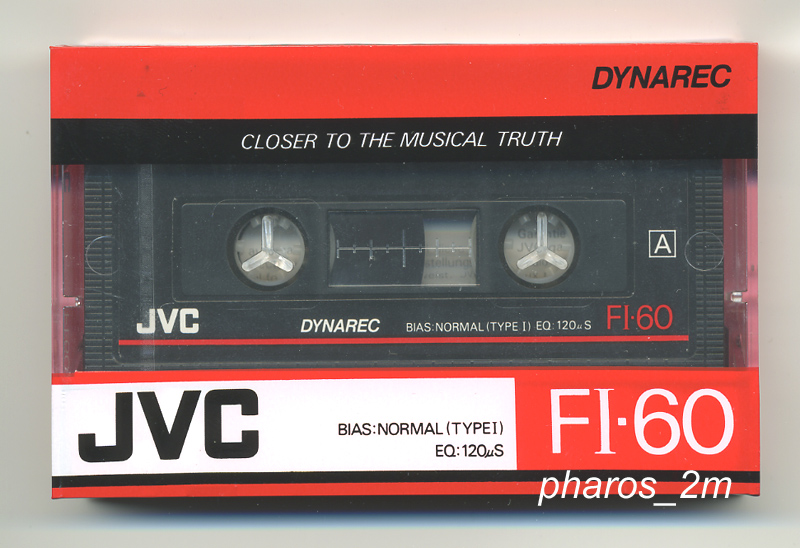 DYNAREC
CLOSER TO THE MUSICAL TRUTH
A
JVC
DYNAREC
BIAS:NORMAL (TYPE I) EQ:120µS
FI·60
JVC
BIAS:NORMAL (TYPE I)
EQ:120µS
FI·60
pharos_2m